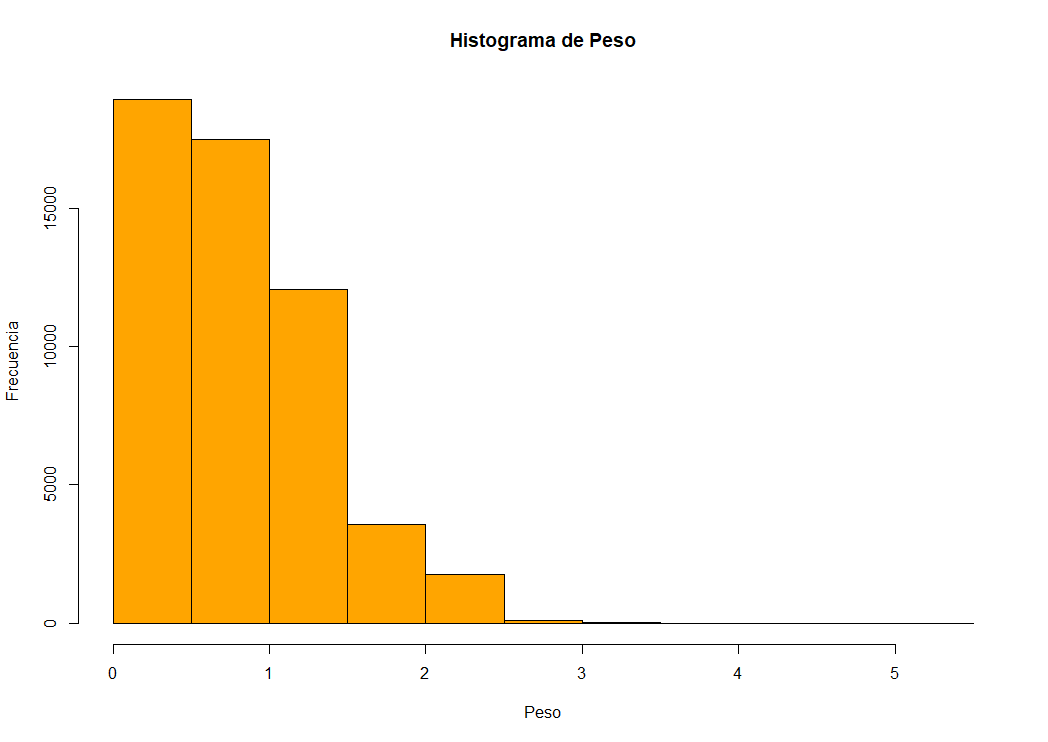 Histograma de Peso
Frecuencia
15000
10000
5000
0
0 1 2 3 4 5
Peso